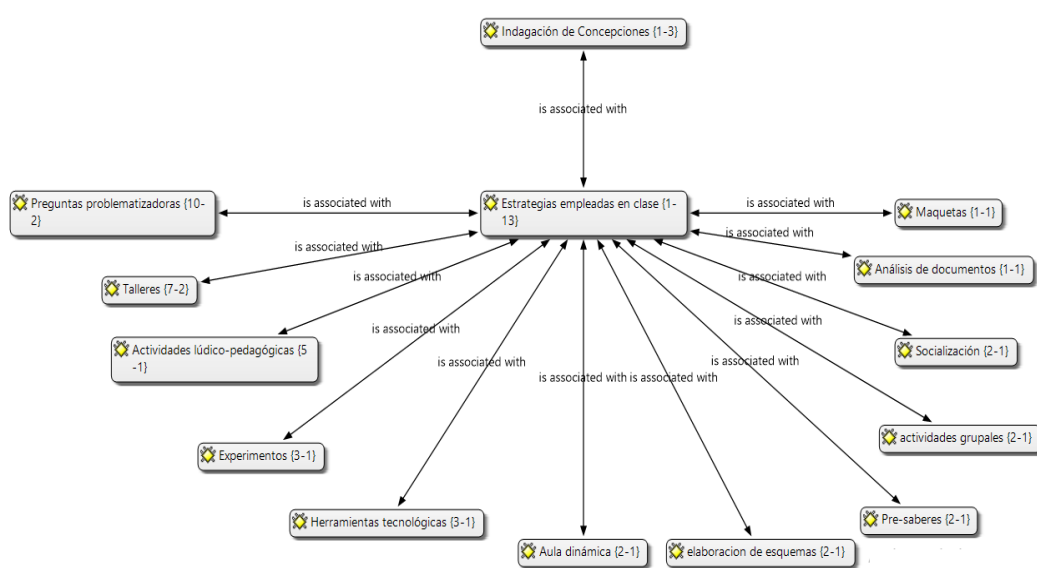 Indagación de Concepciones {1-3}
is associated with
Preguntas problematizadoras {10-
2}
is associated with
Estrategias empleadas en clase {1-
13}
is associated with
Maquetas {1-1}
is associated with
is associated with
Análisis de documentos {1-1}
Talleres {7-2}
is associated with
is associated with
Actividades lúdico-pedagógicas {5
-1}
is associated with
is associated with
Socialización {2-1}
is associated with
is associated with
is associated with
is associated with
actividades grupales {2-1}
Experimentos {3-1}
Herramientas tecnológicas {3-1}
Pre-saberes {2-1}
Aula dinámica {2-1}
elaboracion de esquemas {2-1}